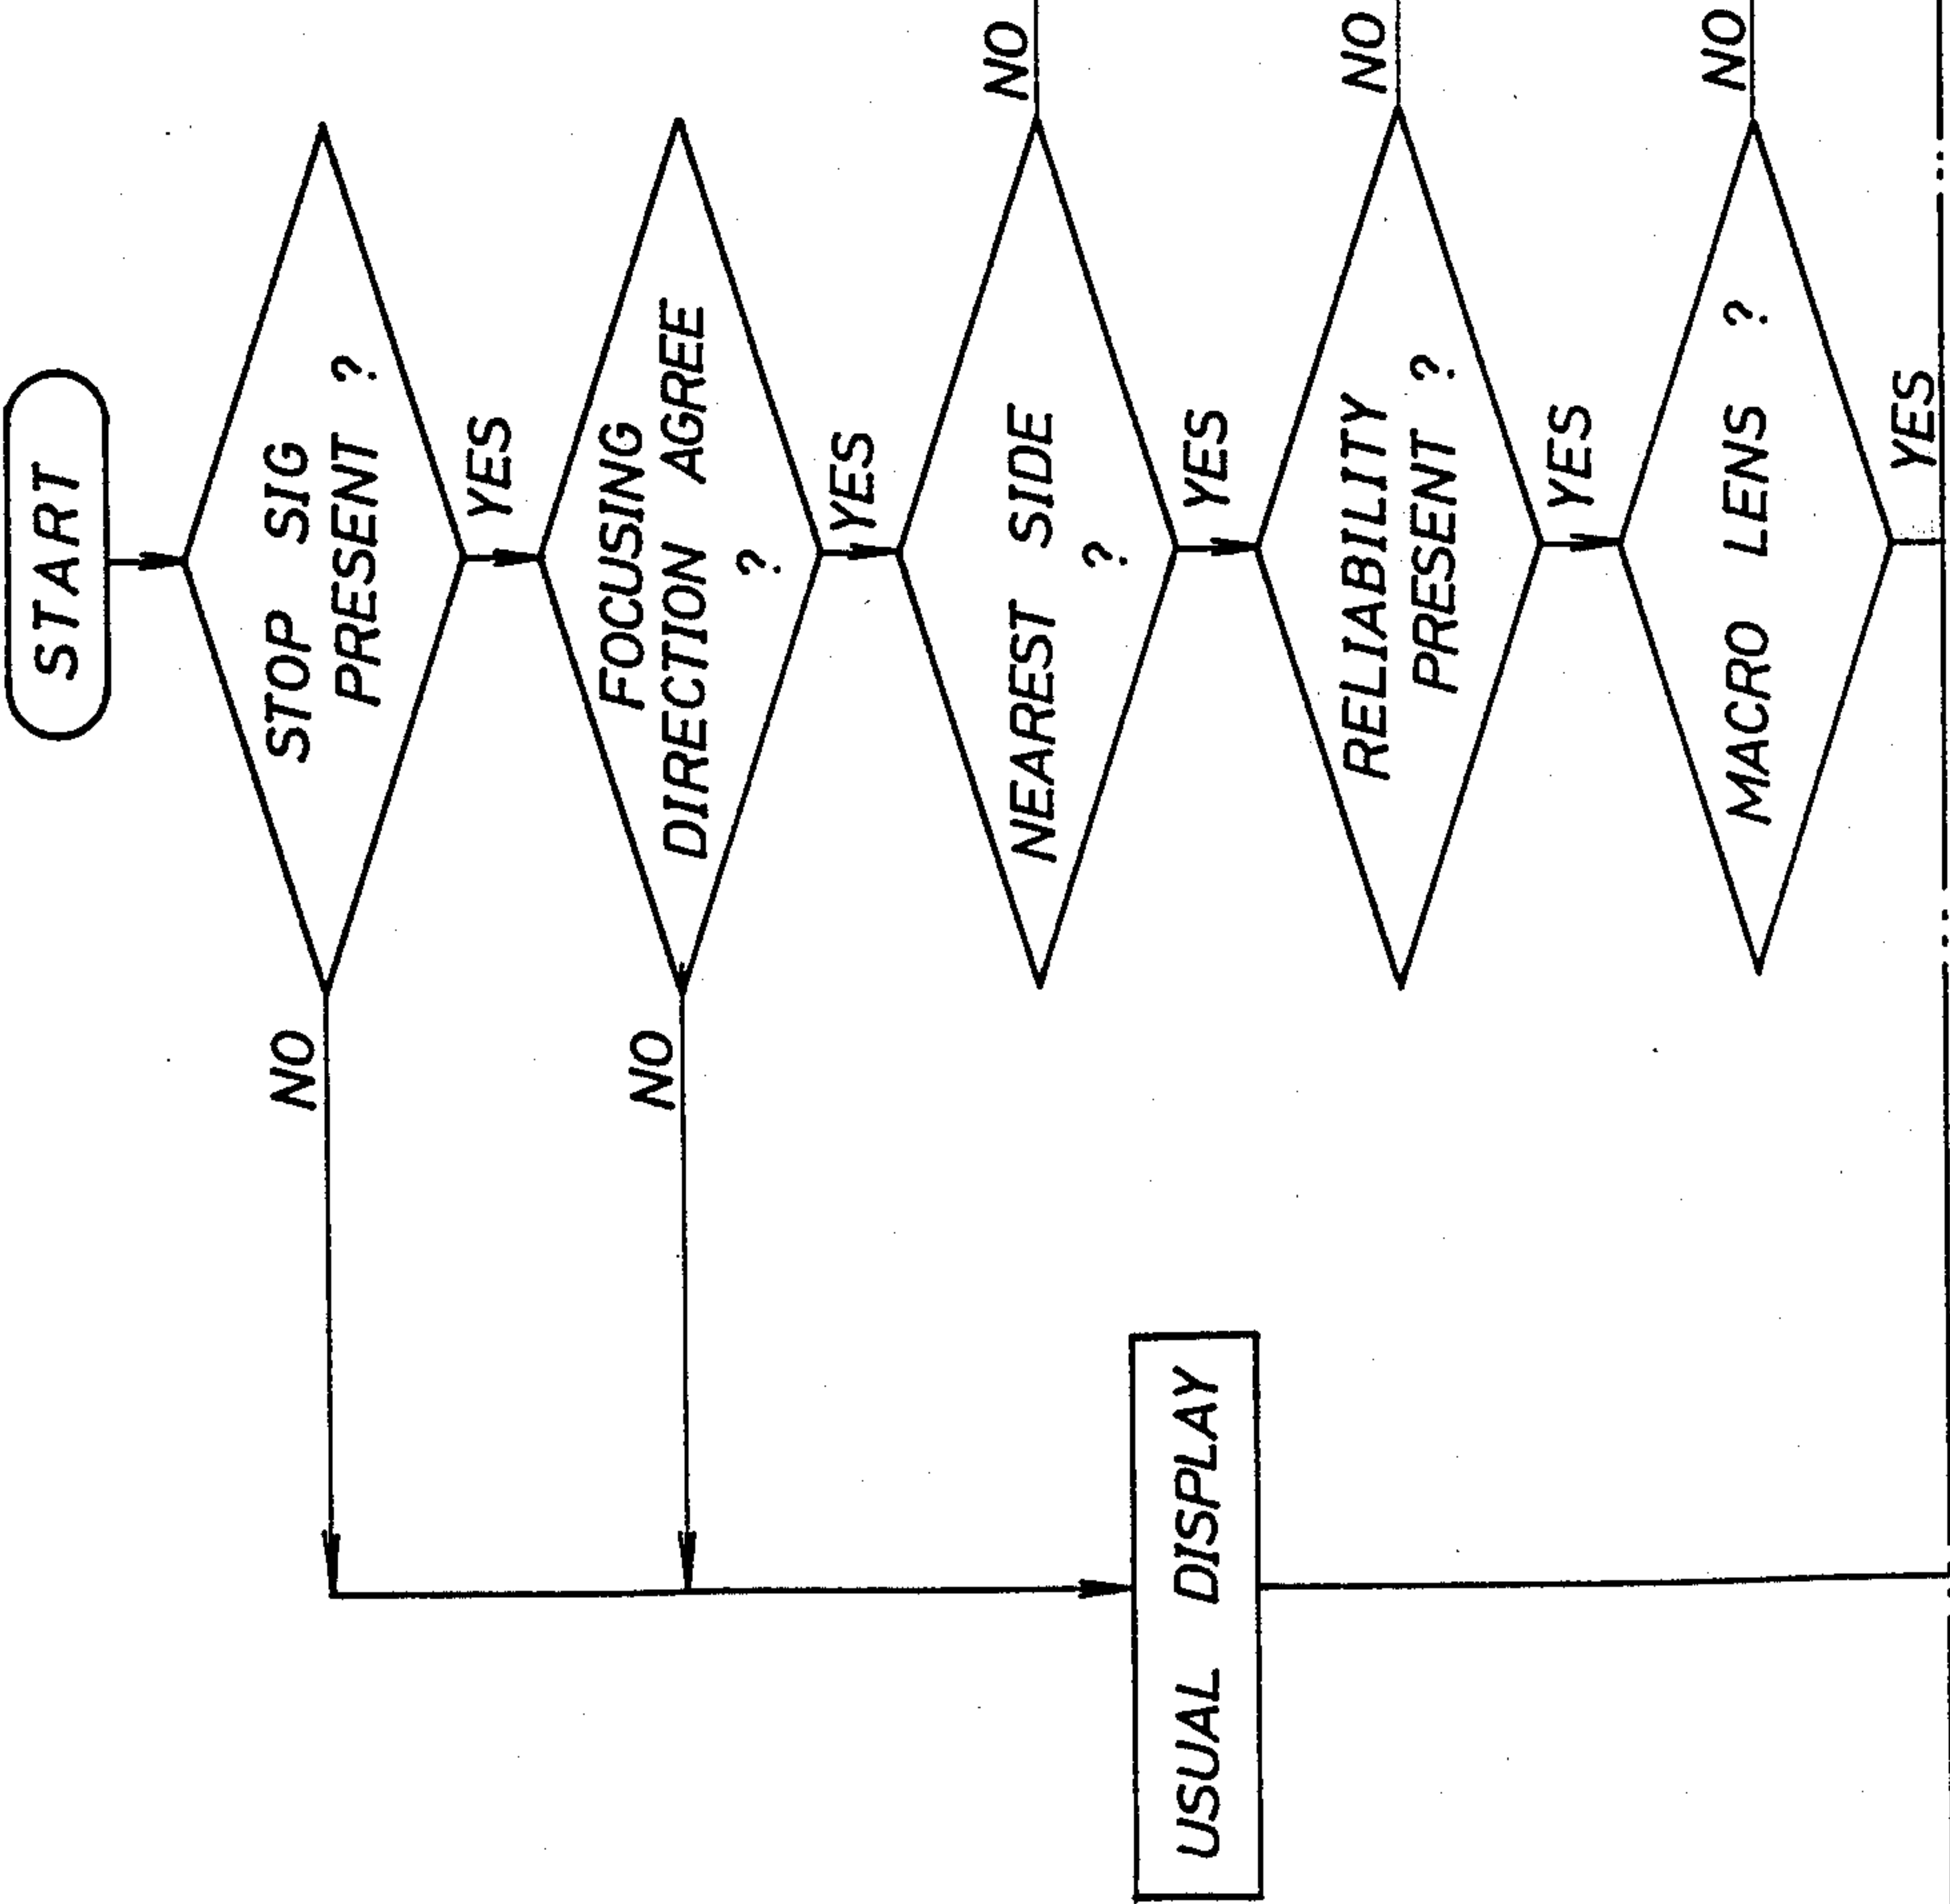 START
STOP SIG
PRESENT ?
NO
YES
FOCUSING
DIRECTION AGREE
?
NO
YES
NEAREST SIDE
?
NO
YES
RELIABILITY
PRESENT ?
NO
YES
MACRO LENS ?
NO
YES
USUAL DISPLAY